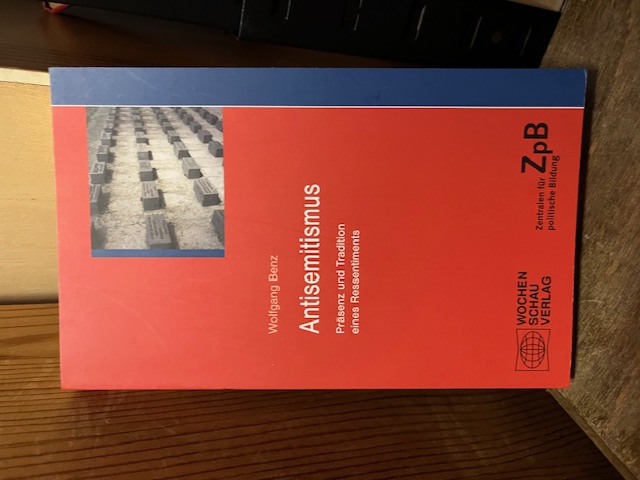 Wolfgang Benz
Antisemitismus
Präsenz und Tradition
eines Ressentiments
WOCHEN
SCHAU
VERLAG
Zentralen für
politische Bildung
ZpB